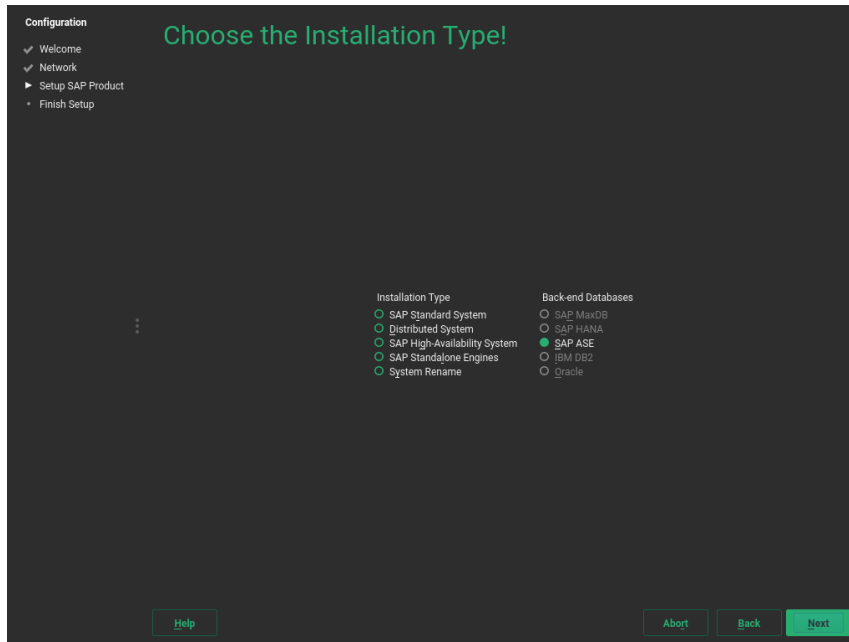 Configuration
Welcome
Network
Setup SAP Product
Finish Setup
Choose the Installation Type!
Installation Type
SAP Standard System
Distributed System
SAP High-Availability System
SAP Standalone Engines
System Rename
Back-end Databases
SAP MaxDB
SAP HANA
SAP ASE
IBM DB2
Oracle
Help
Abort
Back
Next